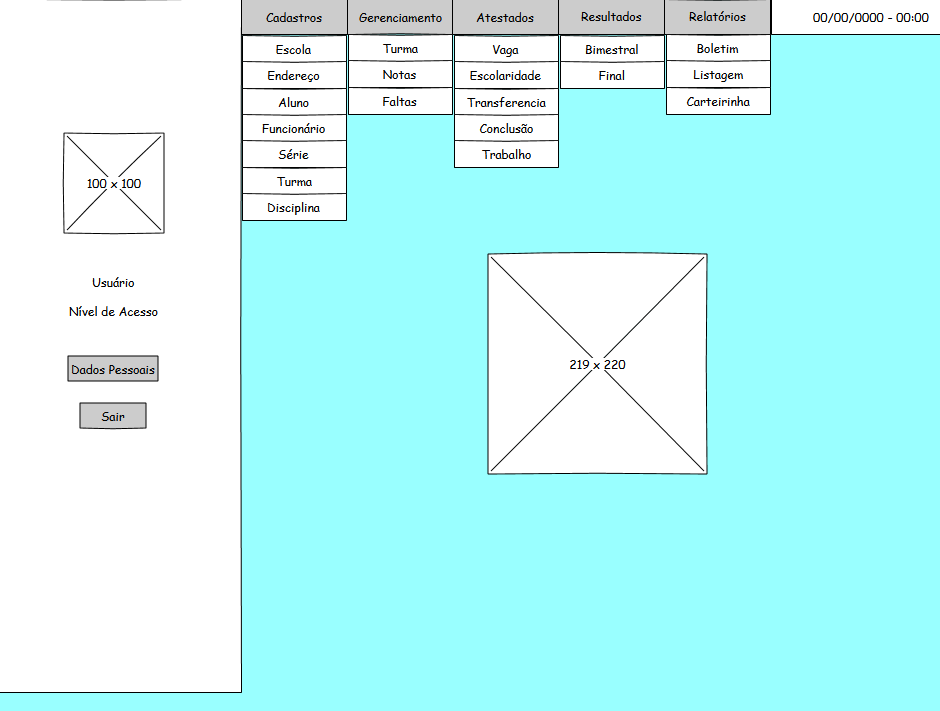 Cadastros
Gerenciamento
Atestados
Resultados
Relatórios
00/00/0000 - 00:00
Escola
Endereço
Aluno
Funcionário
Série
Turma
Disciplina
Turma
Notas
Faltas
Vaga
Escolaridade
Transferencia
Conclusão
Trabalho
Bimestral
Final
Boletim
Listagem
Carteirinha
100 x 100
Usuário
Nível de Acesso
Dados Pessoais
Sair
219 x 220